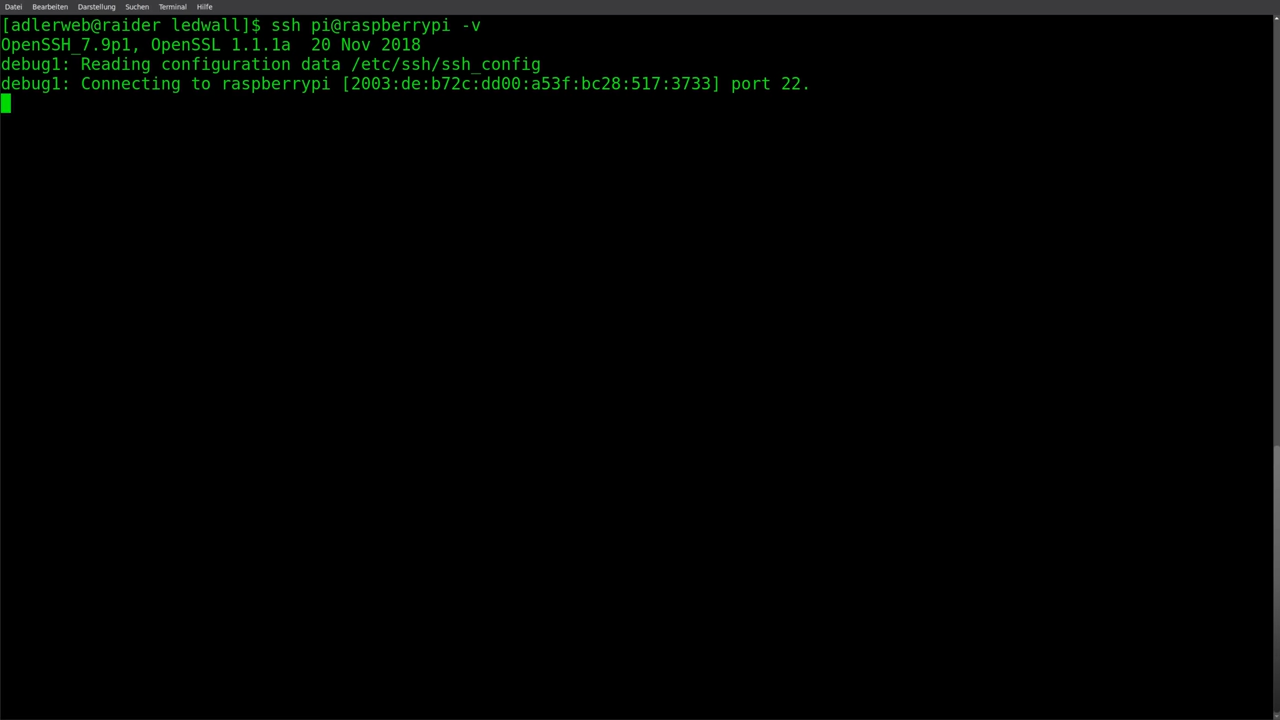 Datei Bearbeiten Darstellung Suchen Terminal Hilfe
[adlerweb@raider ledwall]$ ssh pi@raspberrypi -v
OpenSSH_7.9p1, OpenSSL 1.1.1a  20 Nov 2018
debug1: Reading configuration data /etc/ssh/ssh_config
debug1: Connecting to raspberrypi [2003:de:b72c:dd00:a53f:bc28:517:3733] port 22.